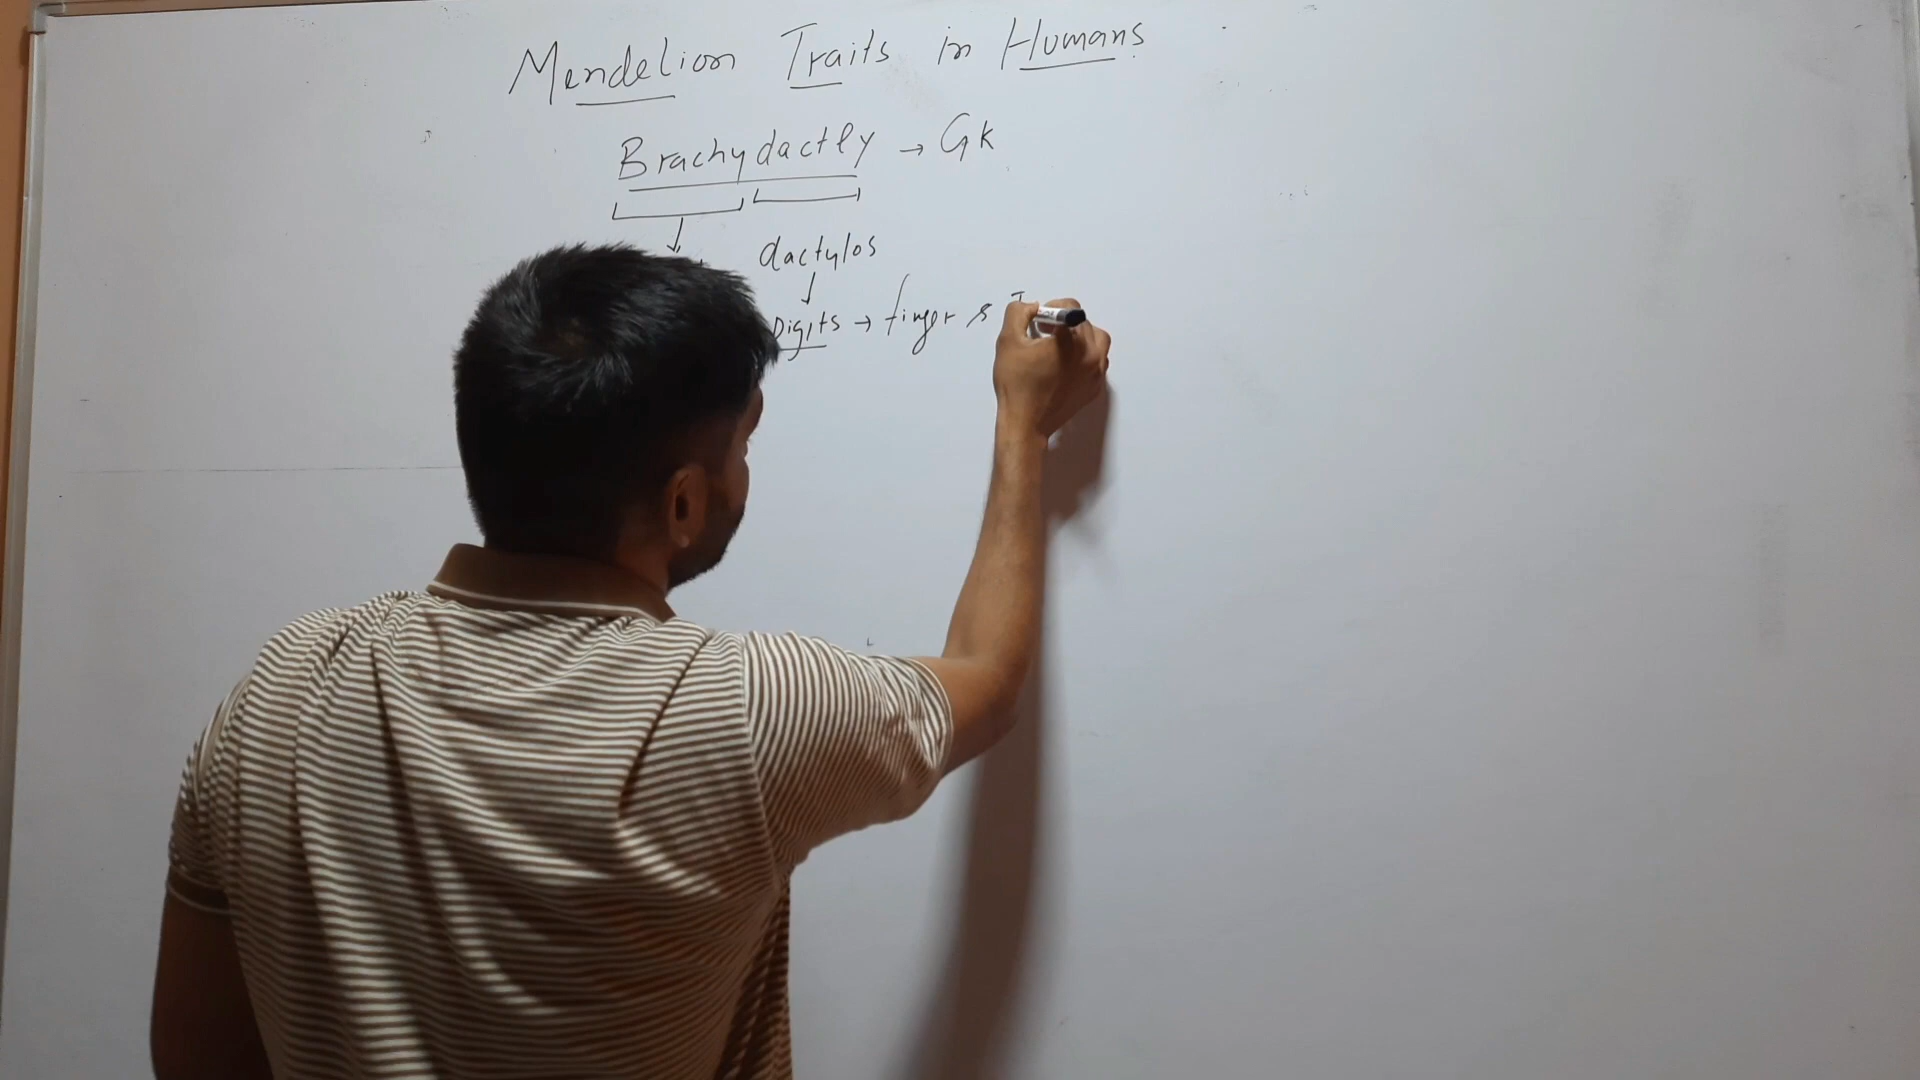 Mendelion Traits in Humans
Brachydactly → Gk
dactylos
Digits → finger &